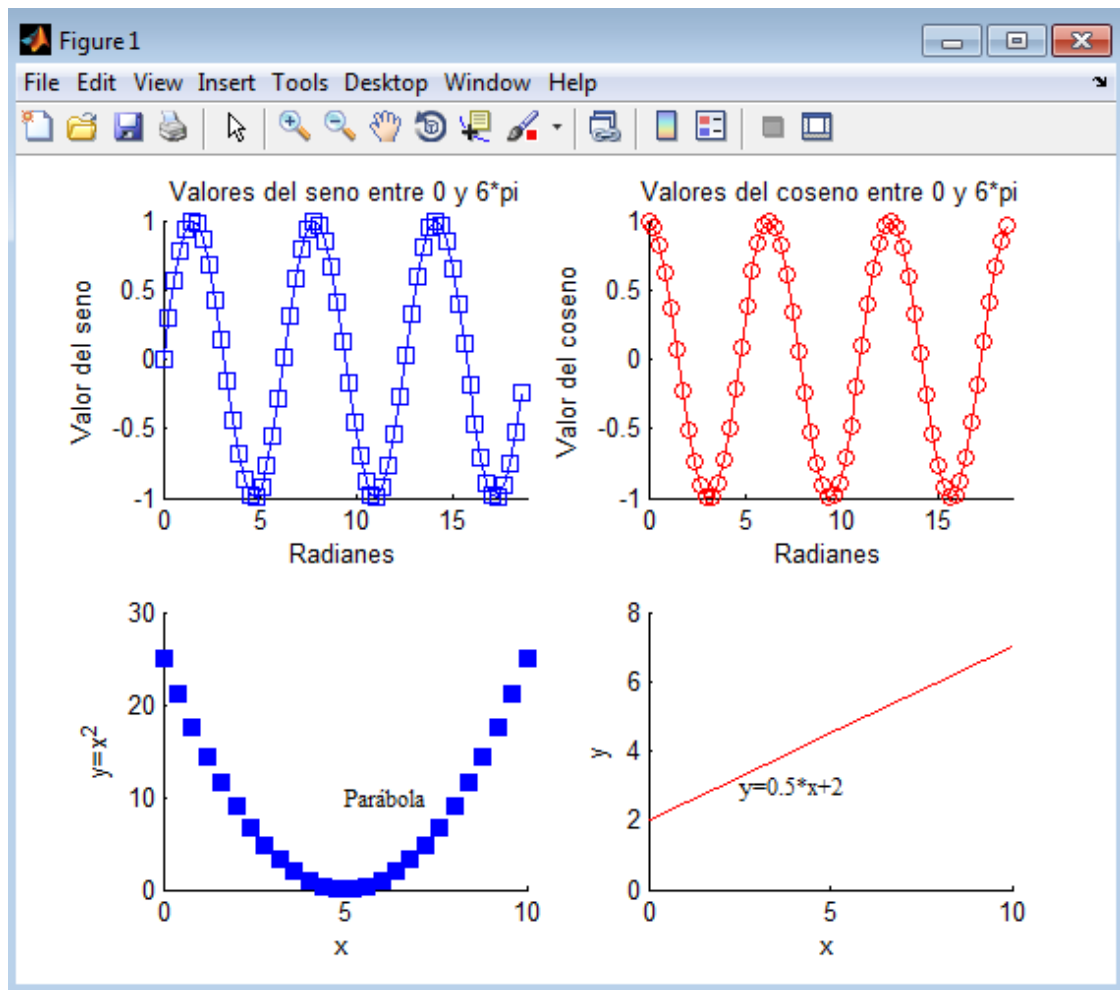 Figure 1
File Edit View Insert Tools Desktop Window Help
Valores del seno entre 0 y 6*pi
1
0.5
0
-0.5
-1
Valor del seno
0 5 10 15
Radianes
Valores del coseno entre 0 y 6*pi
1
0.5
0
-0.5
-1
Valor del coseno
0 5 10 15
Radianes
30
20
10
0
y=x²
Parábola
0 5 10
x
8
6
4
2
0
y
y=0.5*x+2
0 5 10
x